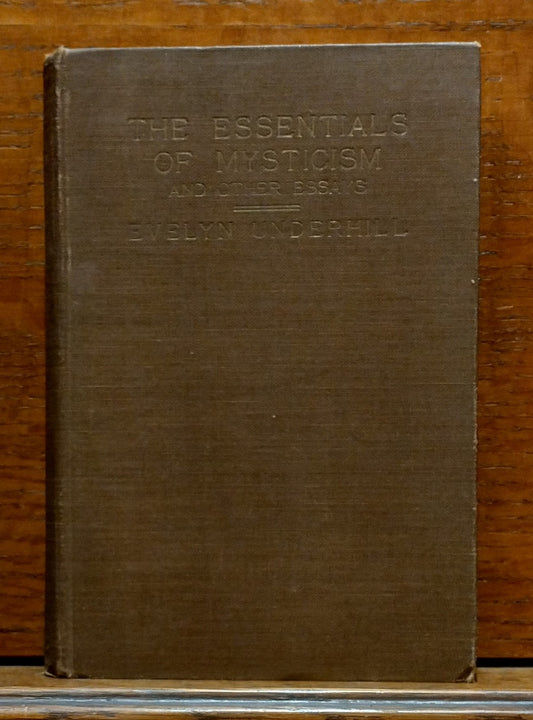 THE ESSENTIALS
OF MYSTICISM
AND OTHER ESSAYS
EVELYN UNDERHILL